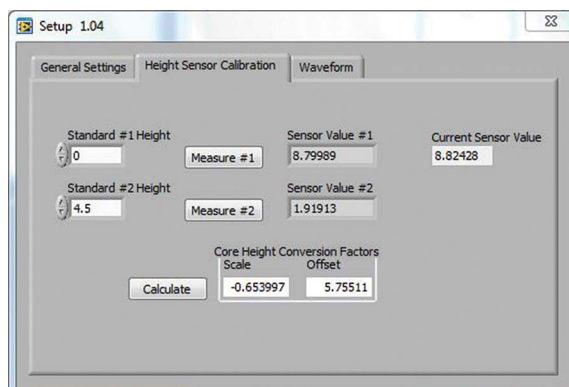 Setup 1.04
General Settings
Height Sensor Calibration
Waveform
Standard #1 Height
Sensor Value #1
Current Sensor Value
0
Measure #1
8.79989
8.82428
Standard #2 Height
Sensor Value #2
4.5
Measure #2
1.91913
Core Height Conversion Factors
Scale
Offset
Calculate
-0.653997
5.75511